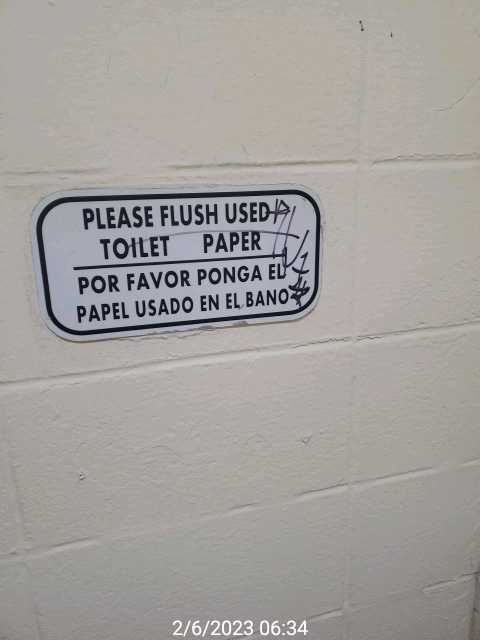 PLEASE FLUSH USED
TOILET PAPER
POR FAVOR PONGA EL
PAPEL USADO EN EL BANO
2/6/2023 06:34